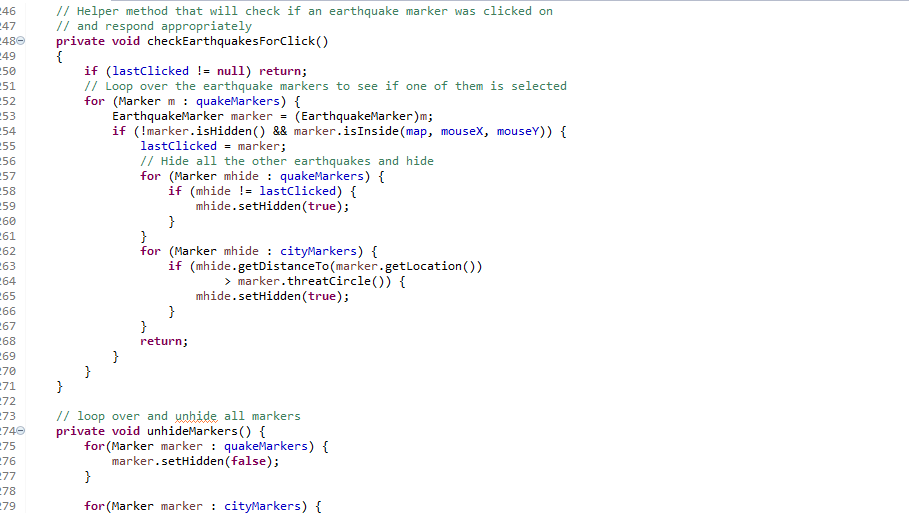 246 // Helper method that will check if an earthquake marker was clicked on
247 // and respond appropriately
248 private void checkEarthquakesForClick()
249 {
250 if (lastClicked != null) return;
251 // Loop over the earthquake markers to see if one of them is selected
252 for (Marker m : quakeMarkers) {
253 EarthquakeMarker marker = (EarthquakeMarker)m;
254 if (!marker.isHidden() && marker.isInside(map, mouseX, mouseY)) {
255 lastClicked = marker;
256 // Hide all the other earthquakes and hide
257 for (Marker mhide : quakeMarkers) {
258 if (mhide != lastClicked) {
259 mhide.setHidden(true);
260 }
261 }
262 for (Marker mhide : cityMarkers) {
263 if (mhide.getDistanceTo(marker.getLocation())
264 > marker.threatCircle()) {
265 mhide.setHidden(true);
266 }
267 }
268 return;
269 }
270 }
271 }
272
273 // loop over and unhide all markers
274 private void unhideMarkers() {
275 for(Marker marker : quakeMarkers) {
276 marker.setHidden(false);
277 }
278
279 for(Marker marker : cityMarkers) {